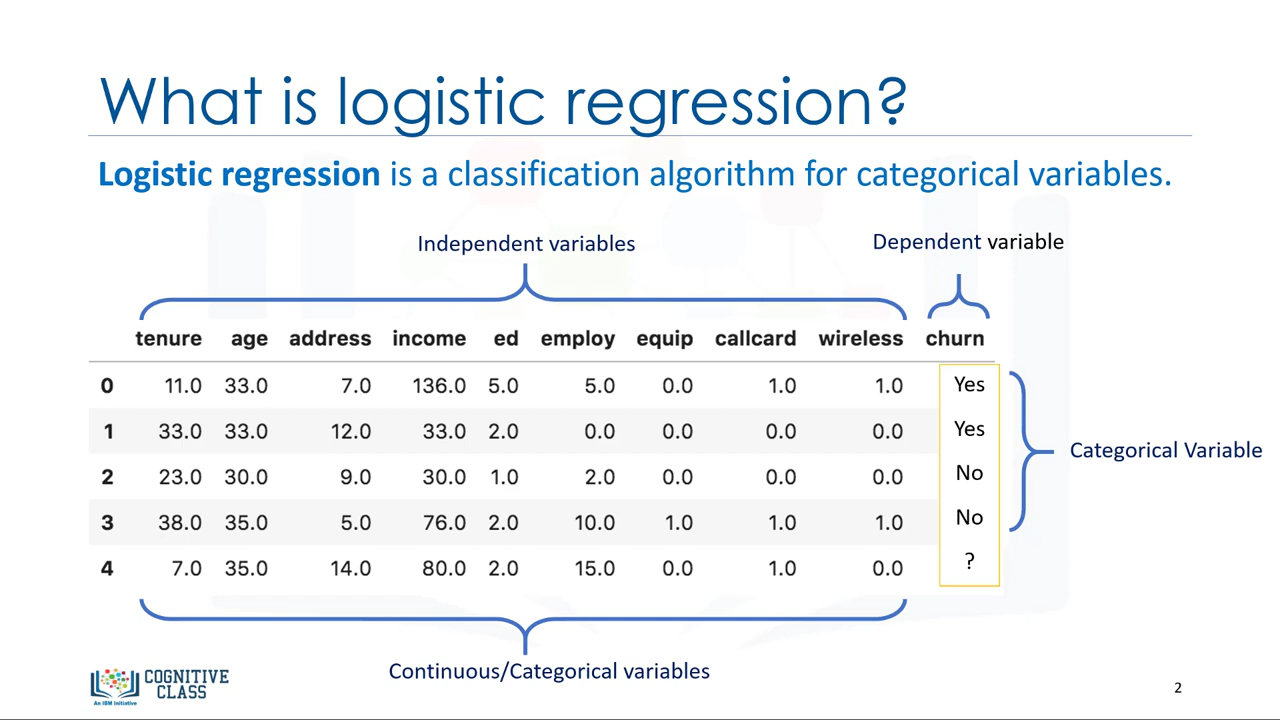 What is logistic regression?
Logistic regression is a classification algorithm for categorical variables.
Independent variables
Dependent variable
tenure age address income ed employ equip callcard wireless churn
0 11.0 33.0 7.0 136.0 5.0 5.0 0.0 1.0 1.0 Yes
1 33.0 33.0 12.0 33.0 2.0 0.0 0.0 0.0 0.0 Yes
2 23.0 30.0 9.0 30.0 1.0 2.0 0.0 0.0 0.0 No
3 38.0 35.0 5.0 76.0 2.0 10.0 1.0 1.0 1.0 No
4 7.0 35.0 14.0 80.0 2.0 15.0 0.0 1.0 0.0 ?
Categorical Variable
Continuous/Categorical variables
COGNITIVE
CLASS
An IBM Initiative
2